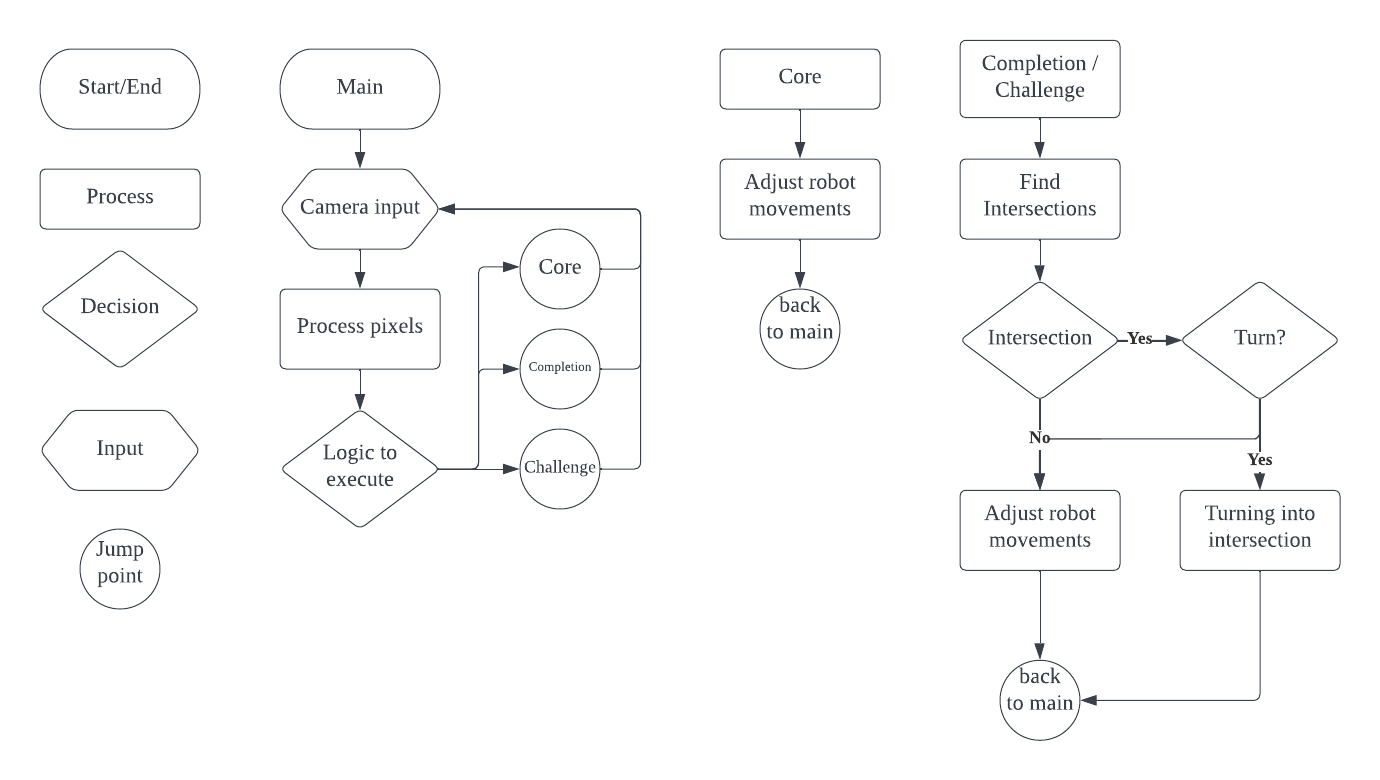 Start/End
Process
Decision
Input
Jump
point
Main
Camera input
Process pixels
Logic to
execute
Core
Completion
Challenge
Core
Adjust robot
movements
back
to main
Completion /
Challenge
Find
Intersections
Intersection
Yes
Turn?
No
Yes
Adjust robot
movements
Turning into
intersection
back
to main